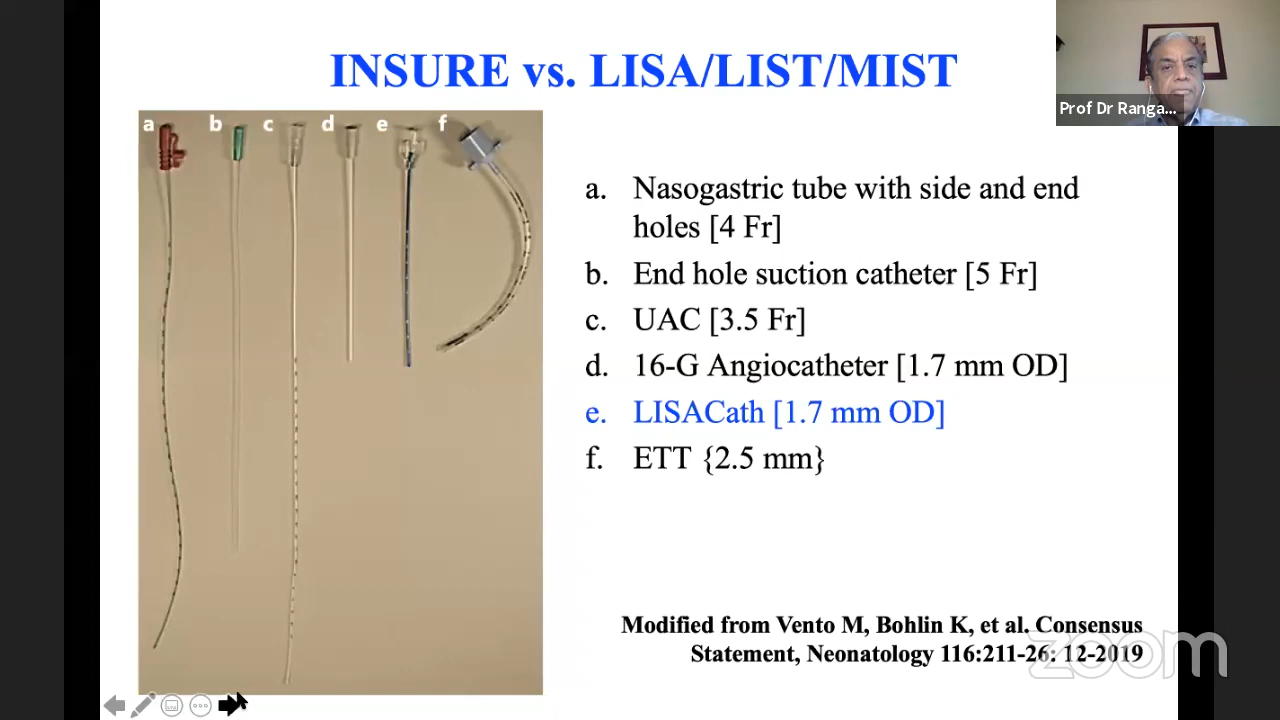 INSURE vs. LISA/LIST/MIST
Prof Dr Ranga...
a b c d e f
a. Nasogastric tube with side and end
holes [4 Fr]
b. End hole suction catheter [5 Fr]
c. UAC [3.5 Fr]
d. 16-G Angiocatheter [1.7 mm OD]
e. LISACath [1.7 mm OD]
f. ETT {2.5 mm}
Modified from Vento M, Bohlin K, et al. Consensus
Statement, Neonatology 116:211-26: 12-2019
zoom